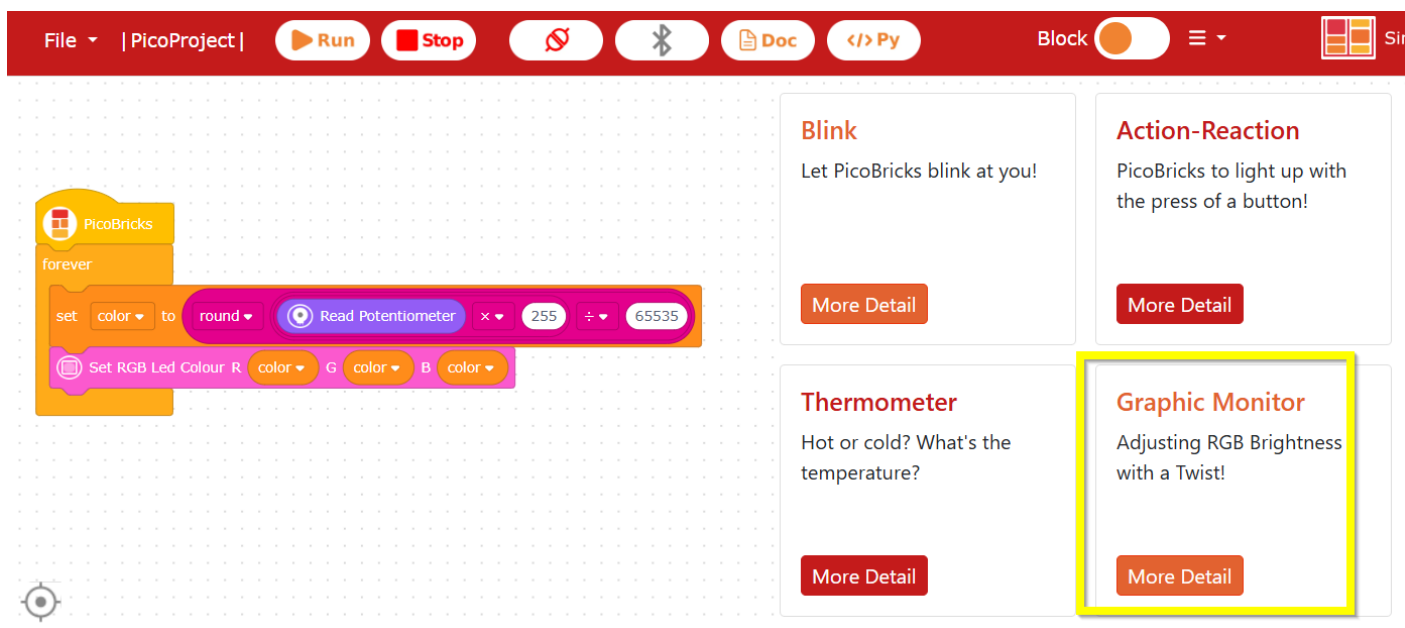 File |PicoProject| Run Stop Doc </> Py Block
PicoBricks
forever
set color to round Read Potentiometer × 255 ÷ 65535
Set RGB Led Colour R color G color B color
Blink
Let PicoBricks blink at you!
More Detail
Action-Reaction
PicoBricks to light up with
the press of a button!
More Detail
Thermometer
Hot or cold? What's the
temperature?
More Detail
Graphic Monitor
Adjusting RGB Brightness
with a Twist!
More Detail